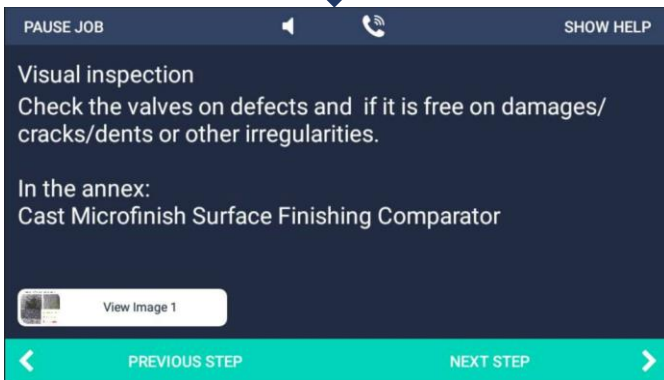 PAUSE JOB
SHOW HELP
Visual inspection
Check the valves on defects and  if it is free on damages/
cracks/dents or other irregularities.
In the annex:
Cast Microfinish Surface Finishing Comparator
View Image 1
PREVIOUS STEP
NEXT STEP